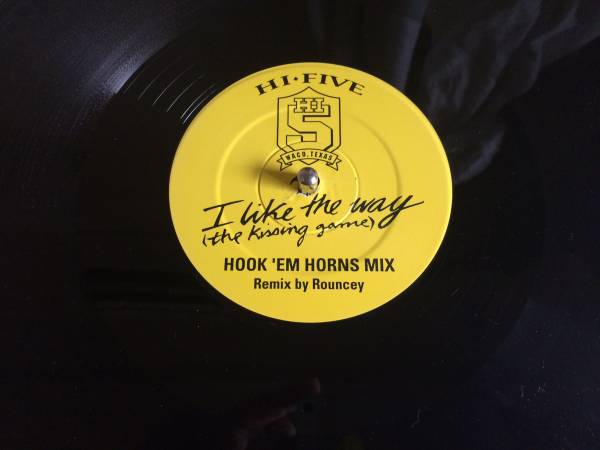 HI·FIVE
HI
5
WACO, TEXAS
I like the way
(the kissing game)
HOOK 'EM HORNS MIX
Remix by Rouncey